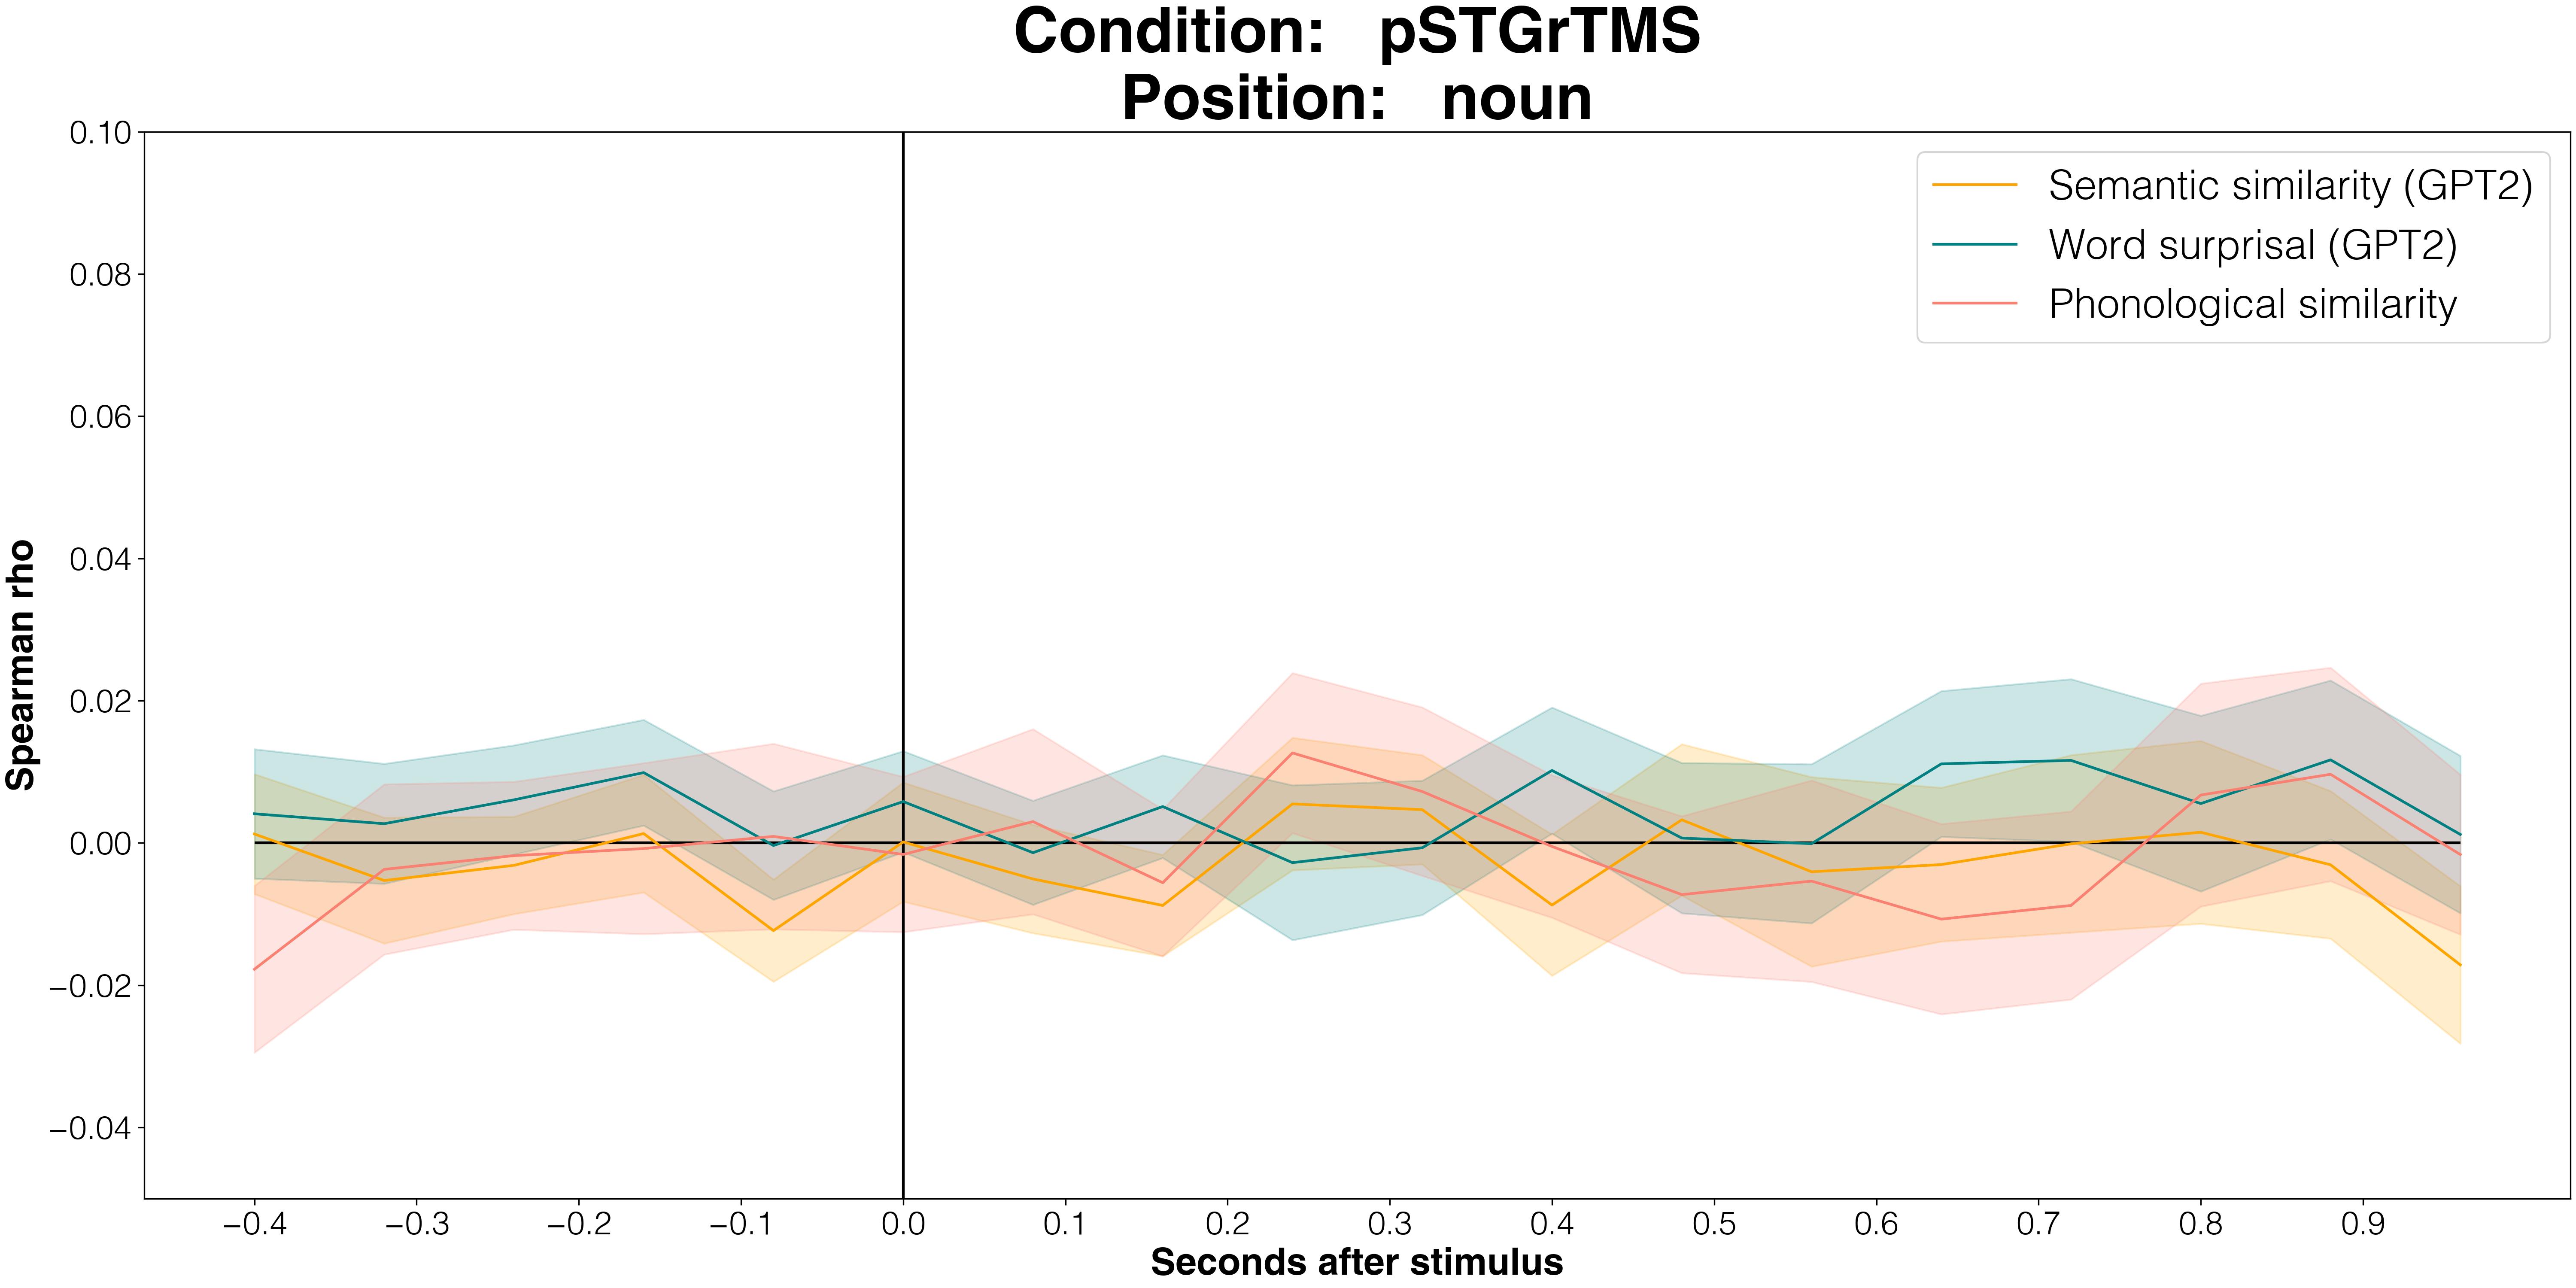 Condition: pSTGrTMS
Position: noun
0.10
0.08
0.06
0.04
0.02
0.00
−0.02
−0.04
Spearman rho
Semantic similarity (GPT2)
Word surprisal (GPT2)
Phonological similarity
−0.4 −0.3 −0.2 −0.1 0.0 0.1 0.2 0.3 0.4 0.5 0.6 0.7 0.8 0.9
Seconds after stimulus